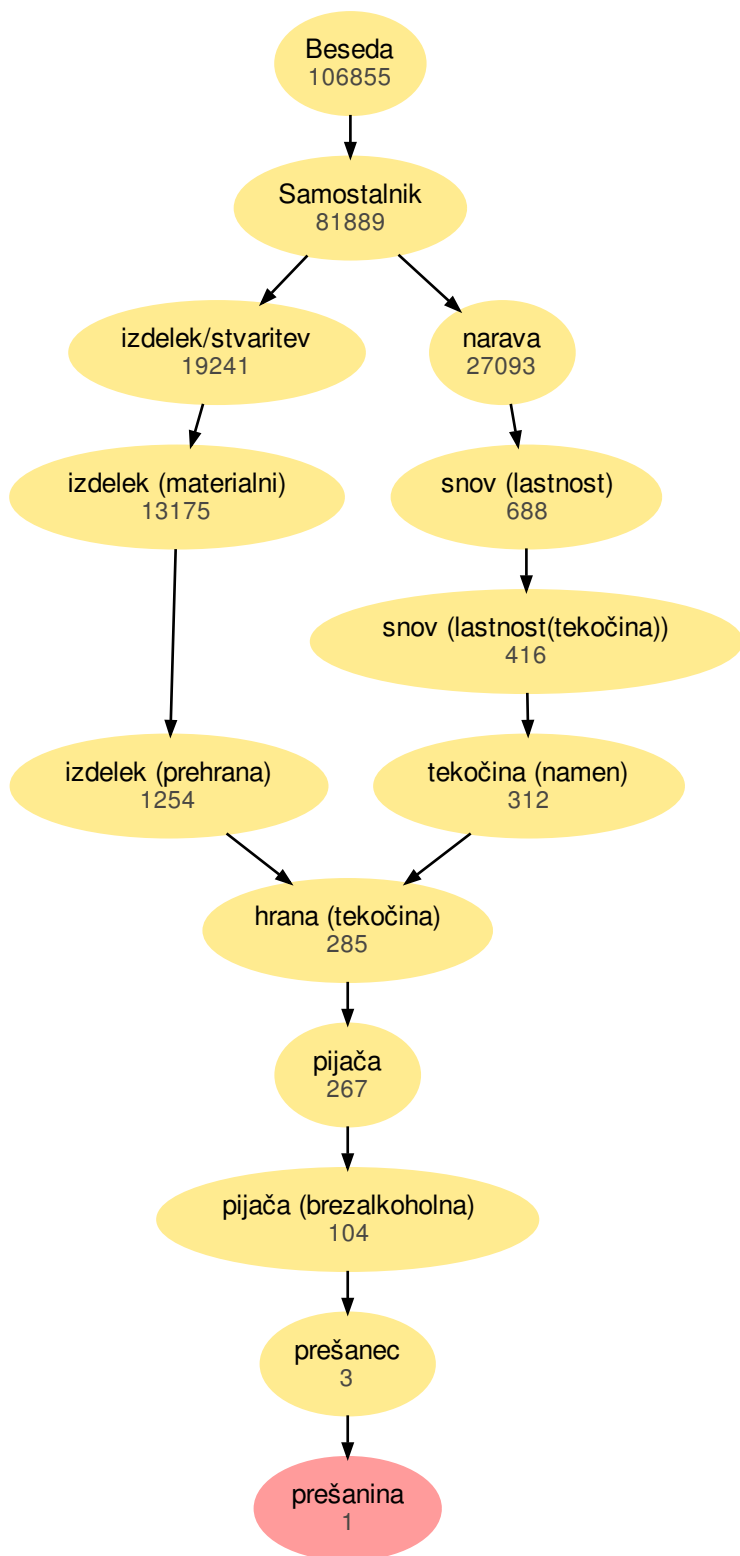 Beseda
106855
Samostalnik
81889
izdelek/stvaritev
19241
narava
27093
izdelek (materialni)
13175
snov (lastnost)
688
snov (lastnost(tekočina))
416
izdelek (prehrana)
1254
tekočina (namen)
312
hrana (tekočina)
285
pijača
267
pijača (brezalkoholna)
104
prešanec
3
prešanina
1